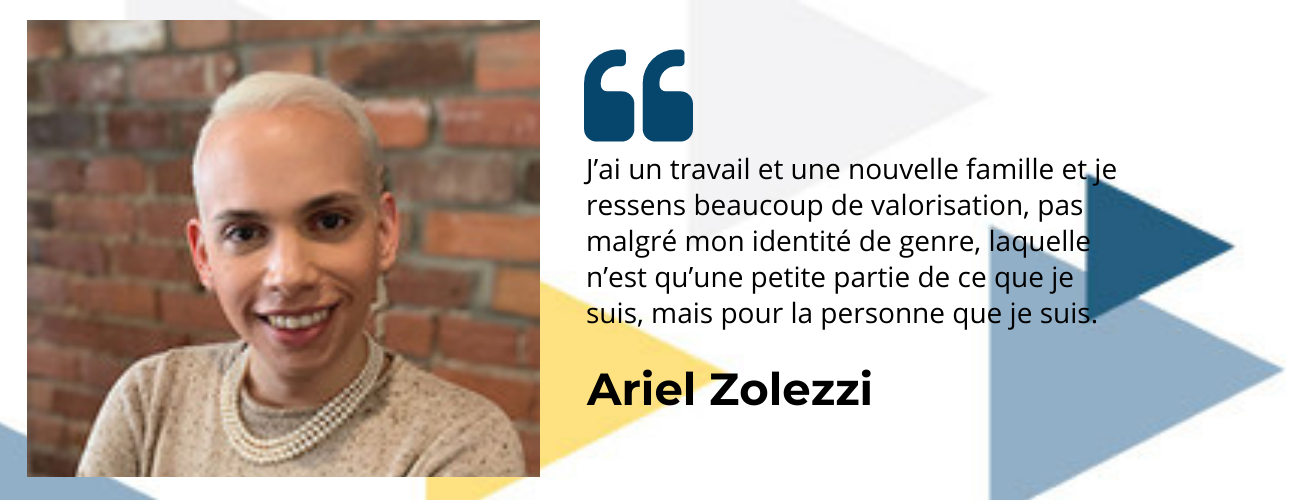 J’ai un travail et une nouvelle famille et je
ressens beaucoup de valorisation, pas
malgré mon identité de genre, laquelle
n’est qu’une petite partie de ce que je
suis, mais pour la personne que je suis.
Ariel Zolezzi